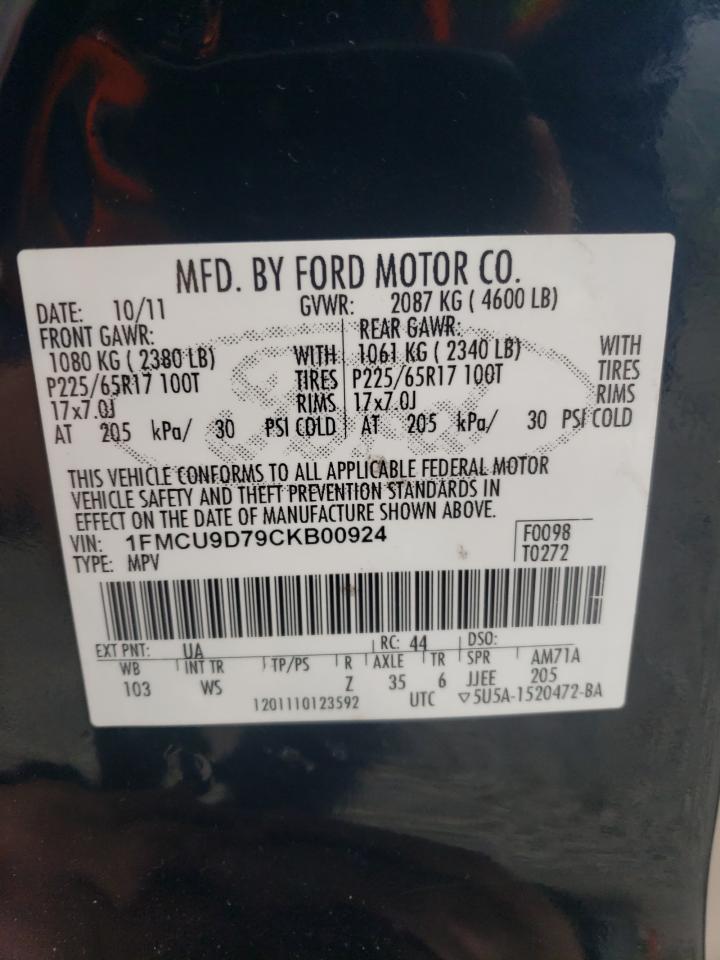 MFD. BY FORD MOTOR CO.
DATE: 10/11 GVWR: 2087 KG ( 4600 LB)
FRONT GAWR: REAR GAWR:
1080 KG ( 2380 LB) WITH 1061 KG ( 2340 LB) WITH
P225/65R17 100T TIRES P225/65R17 100T TIRES
17x7.0J RIMS 17x7.0J RIMS
AT 205 kPa/ 30 PSI COLD AT 205 kPa/ 30 PSI COLD
THIS VEHICLE CONFORMS TO ALL APPLICABLE FEDERAL MOTOR
VEHICLE SAFETY AND THEFT PREVENTION STANDARDS IN
EFFECT ON THE DATE OF MANUFACTURE SHOWN ABOVE.
VIN: 1FMCU9D79CKB00924 F0098
TYPE: MPV T0272
EXT PNT: UA RC: 44 DSO:
WB INT TR TP/PS R AXLE TR SPR AM71A
103 WS Z 35 6 JJEE 205
1201110123592 UTC ▽5U5A-1520472-BA